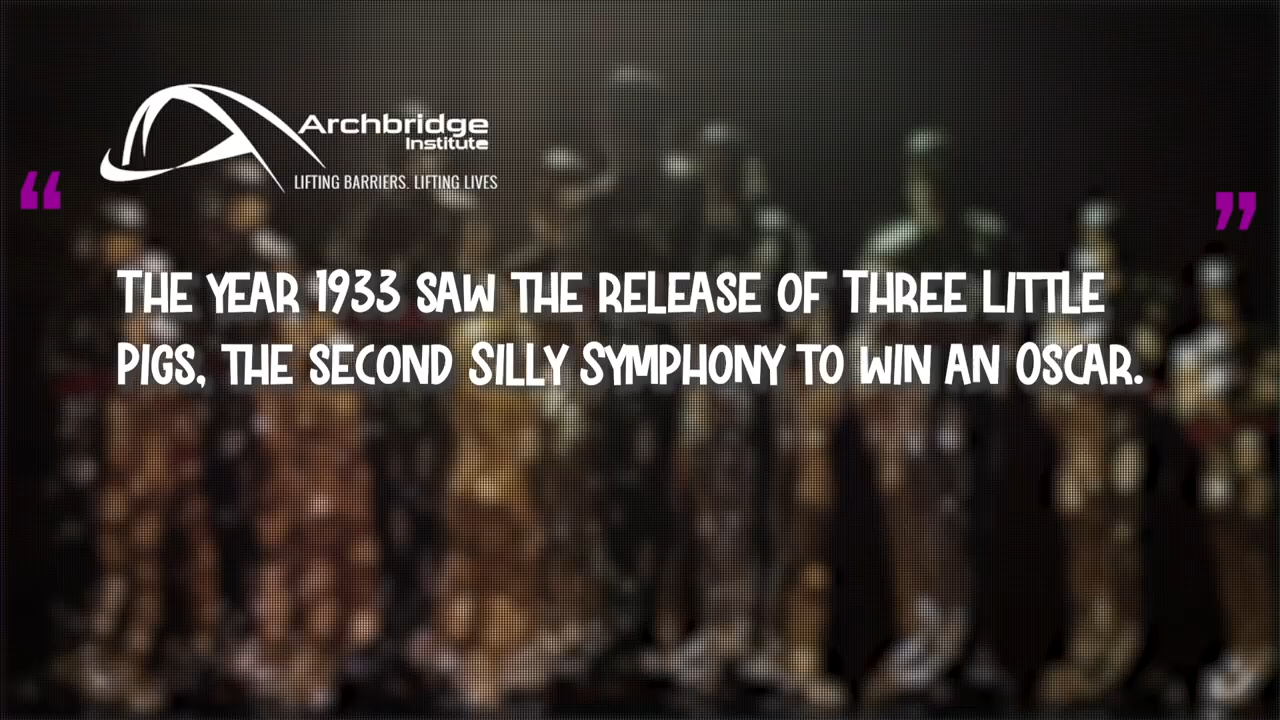 Archbridge
Institute
LIFTING BARRIERS. LIFTING LIVES
“ ”
The year 1933 saw the release of Three Little
Pigs, the second Silly Symphony to win an Oscar.